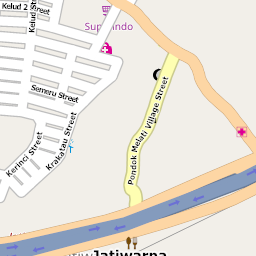 Kelud 2
Kelud Street
Superindo
Semeru Street
Kerinci Street
Krakatau Street
Pondok Melati Village Street
Jatiwarna